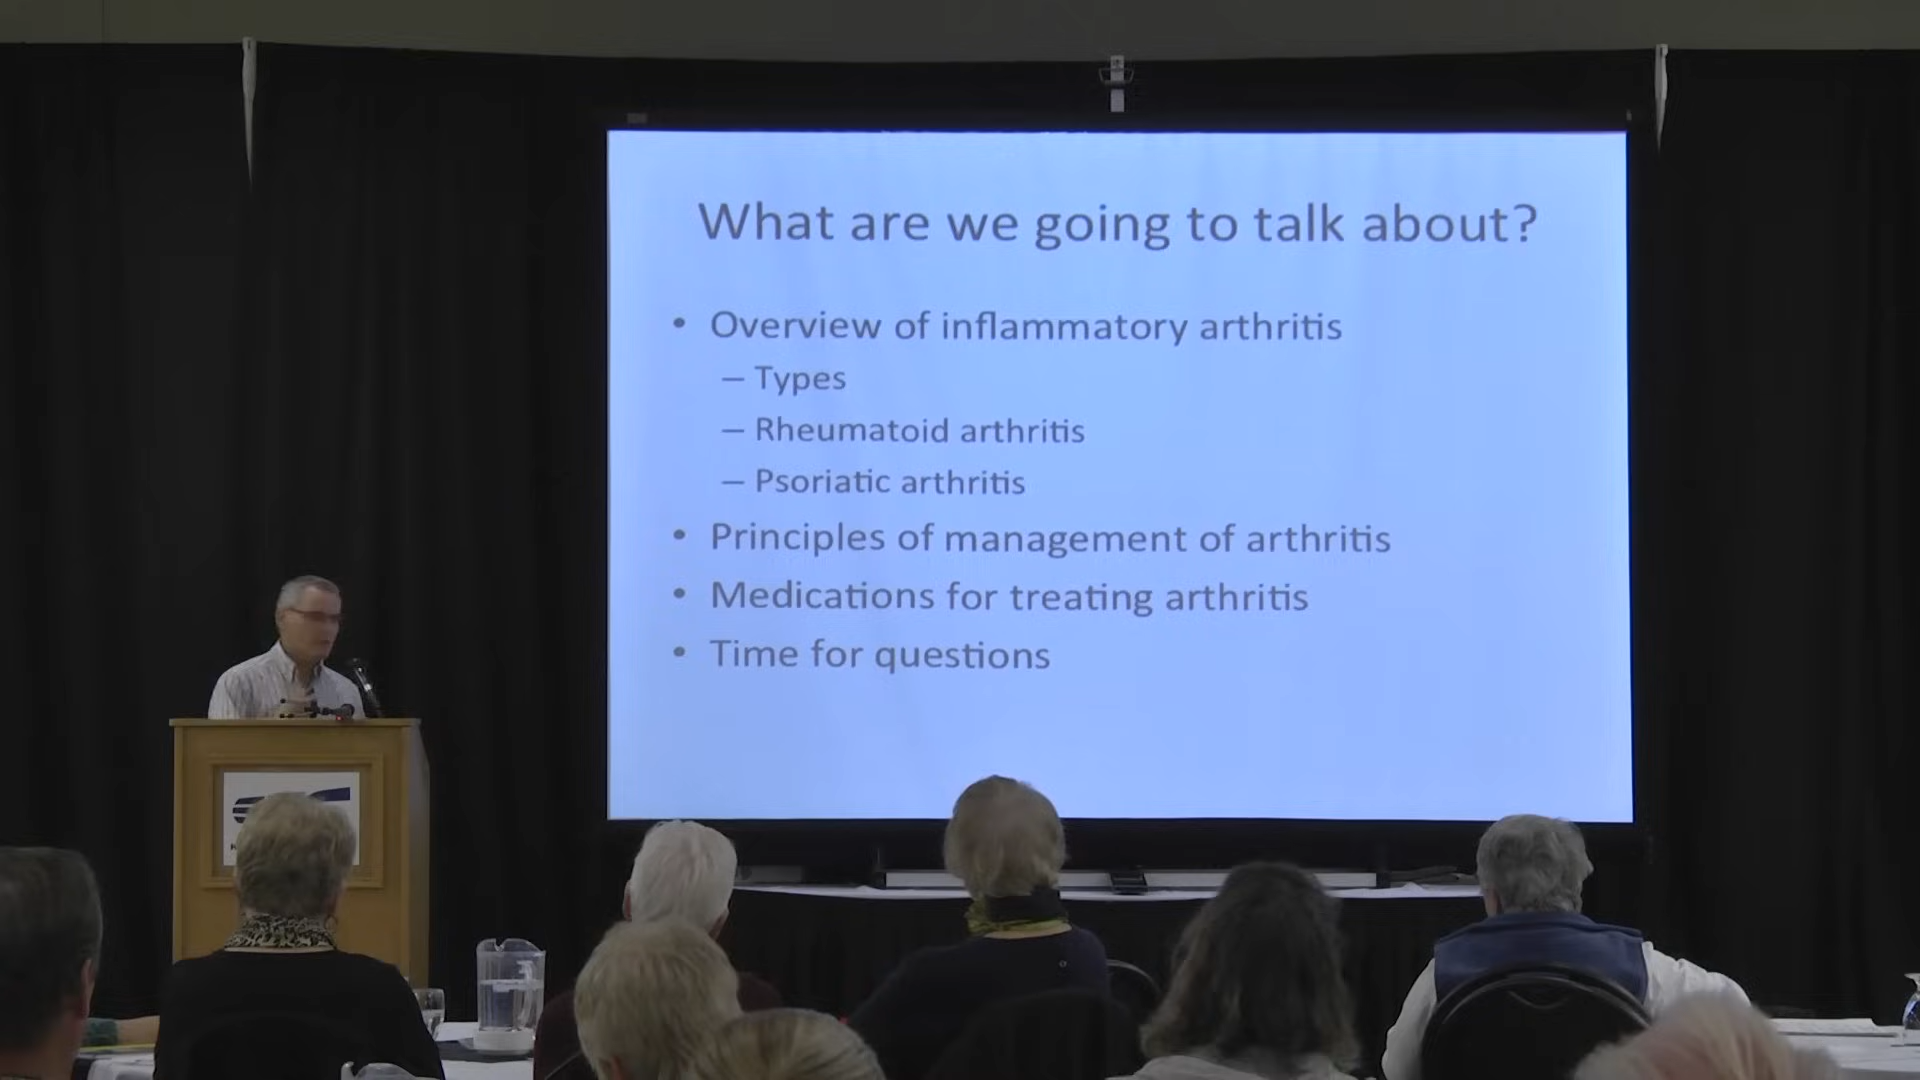 What are we going to talk about?
• Overview of inflammatory arthritis
– Types
– Rheumatoid arthritis
– Psoriatic arthritis
• Principles of management of arthritis
• Medications for treating arthritis
• Time for questions